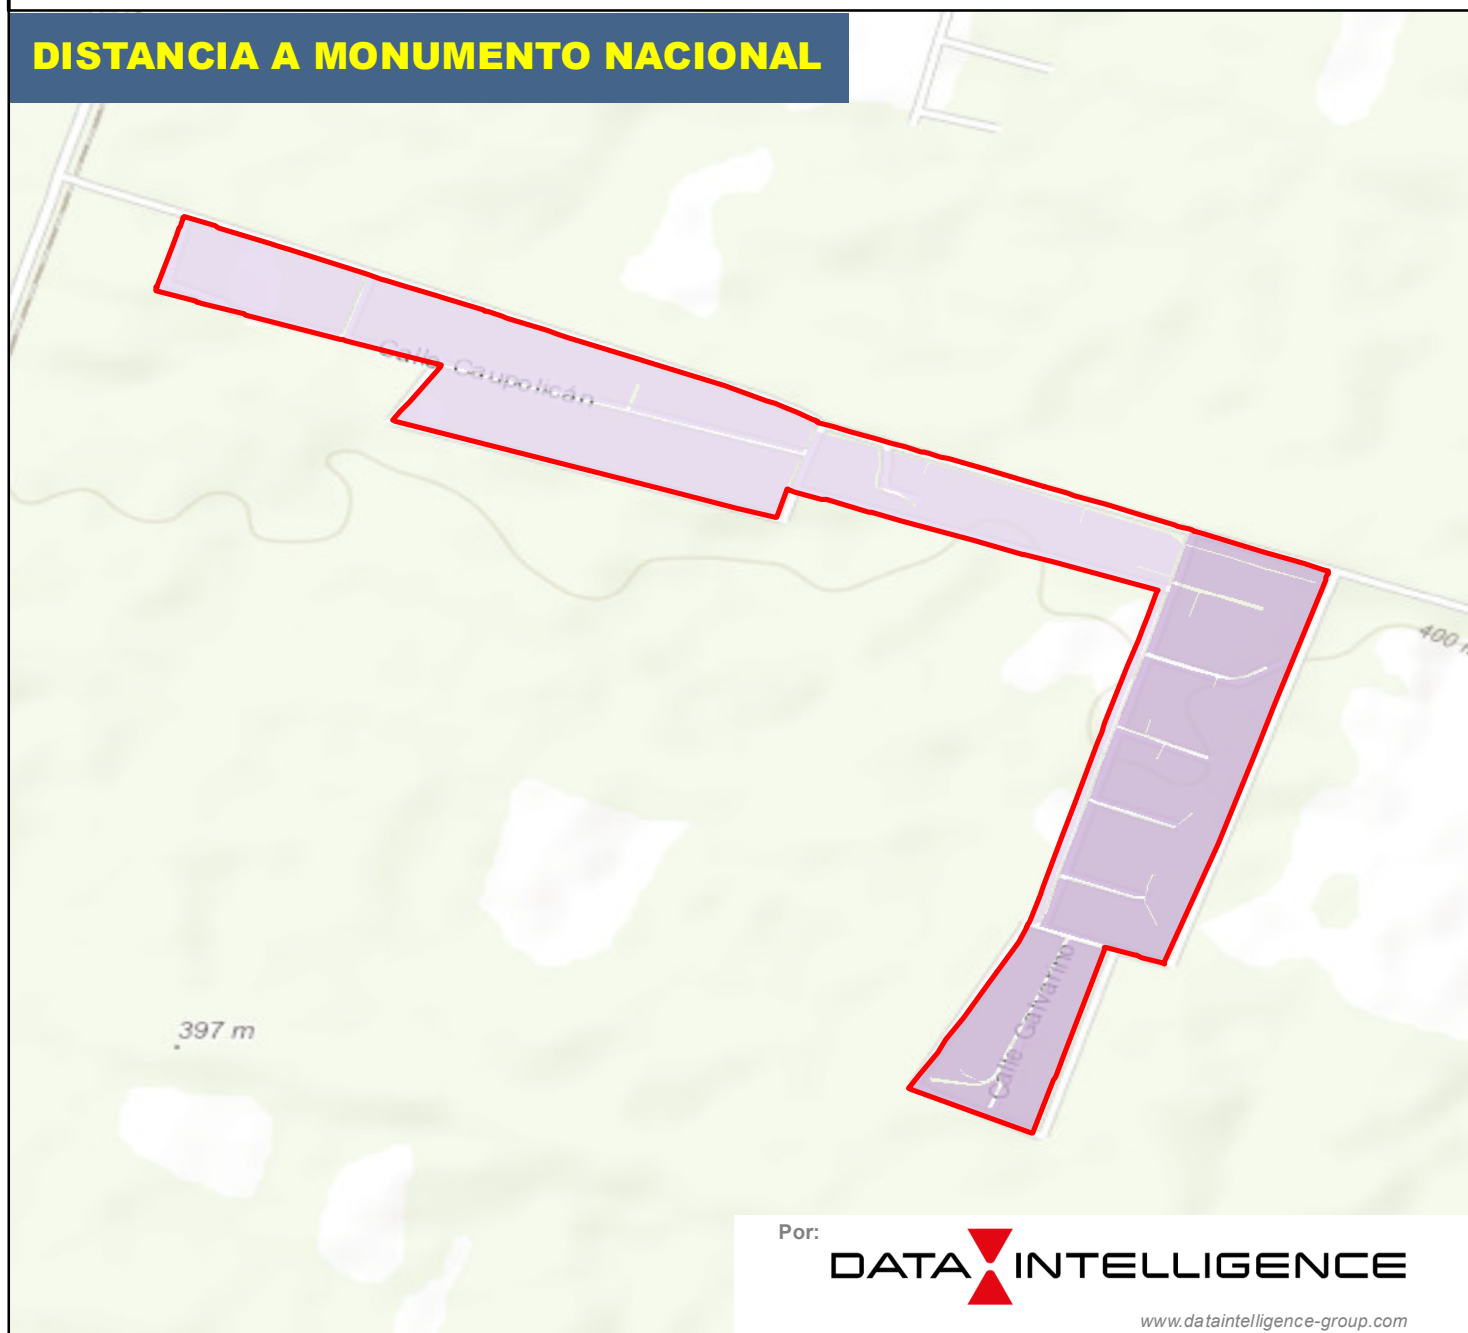 DISTANCIA A MONUMENTO NACIONAL
Calle Caupolicán
400 m
Calle Galvarino
397 m
Por:
DATA INTELLIGENCE
www.dataintelligence-group.com